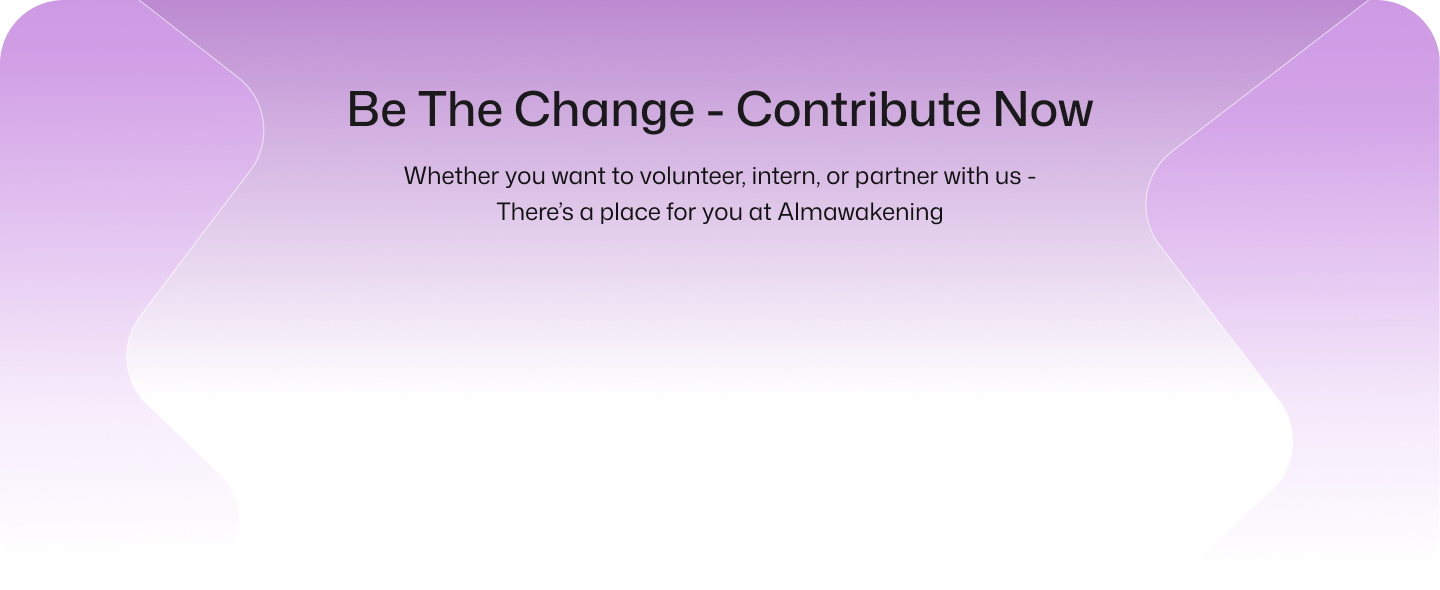 Be The Change - Contribute Now
Whether you want to volunteer, intern, or partner with us -
There’s a place for you at Almawakening